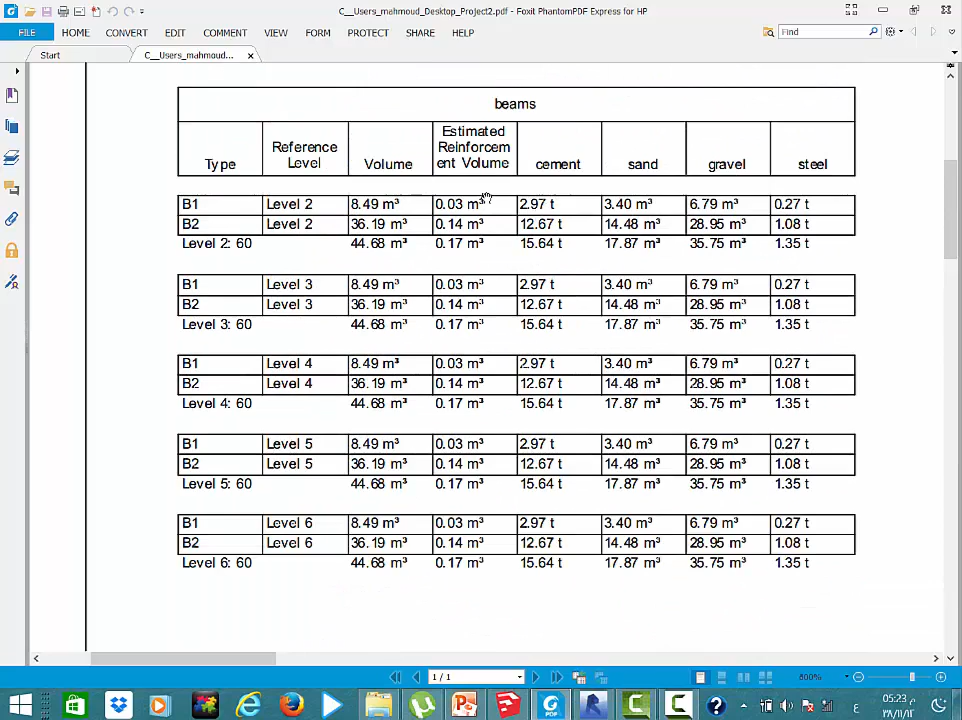 C__Users_mahmoud_Desktop_Project2.pdf - Foxit PhantomPDF Express for HP
FILE HOME CONVERT EDIT COMMENT VIEW FORM PROTECT SHARE HELP Find
Start C__Users_mahmoud...
beams
Type Reference Level Volume Estimated Reinforcem ent Volume cement sand gravel steel
B1 Level 2 8.49 m³ 0.03 m³ 2.97 t 3.40 m³ 6.79 m³ 0.27 t
B2 Level 2 36.19 m³ 0.14 m³ 12.67 t 14.48 m³ 28.95 m³ 1.08 t
Level 2: 60 44.68 m³ 0.17 m³ 15.64 t 17.87 m³ 35.75 m³ 1.35 t
B1 Level 3 8.49 m³ 0.03 m³ 2.97 t 3.40 m³ 6.79 m³ 0.27 t
B2 Level 3 36.19 m³ 0.14 m³ 12.67 t 14.48 m³ 28.95 m³ 1.08 t
Level 3: 60 44.68 m³ 0.17 m³ 15.64 t 17.87 m³ 35.75 m³ 1.35 t
B1 Level 4 8.49 m³ 0.03 m³ 2.97 t 3.40 m³ 6.79 m³ 0.27 t
B2 Level 4 36.19 m³ 0.14 m³ 12.67 t 14.48 m³ 28.95 m³ 1.08 t
Level 4: 60 44.68 m³ 0.17 m³ 15.64 t 17.87 m³ 35.75 m³ 1.35 t
B1 Level 5 8.49 m³ 0.03 m³ 2.97 t 3.40 m³ 6.79 m³ 0.27 t
B2 Level 5 36.19 m³ 0.14 m³ 12.67 t 14.48 m³ 28.95 m³ 1.08 t
Level 5: 60 44.68 m³ 0.17 m³ 15.64 t 17.87 m³ 35.75 m³ 1.35 t
B1 Level 6 8.49 m³ 0.03 m³ 2.97 t 3.40 m³ 6.79 m³ 0.27 t
B2 Level 6 36.19 m³ 0.14 m³ 12.67 t 14.48 m³ 28.95 m³ 1.08 t
Level 6: 60 44.68 m³ 0.17 m³ 15.64 t 17.87 m³ 35.75 m³ 1.35 t
1 / 1 800%
ع 05:23 م